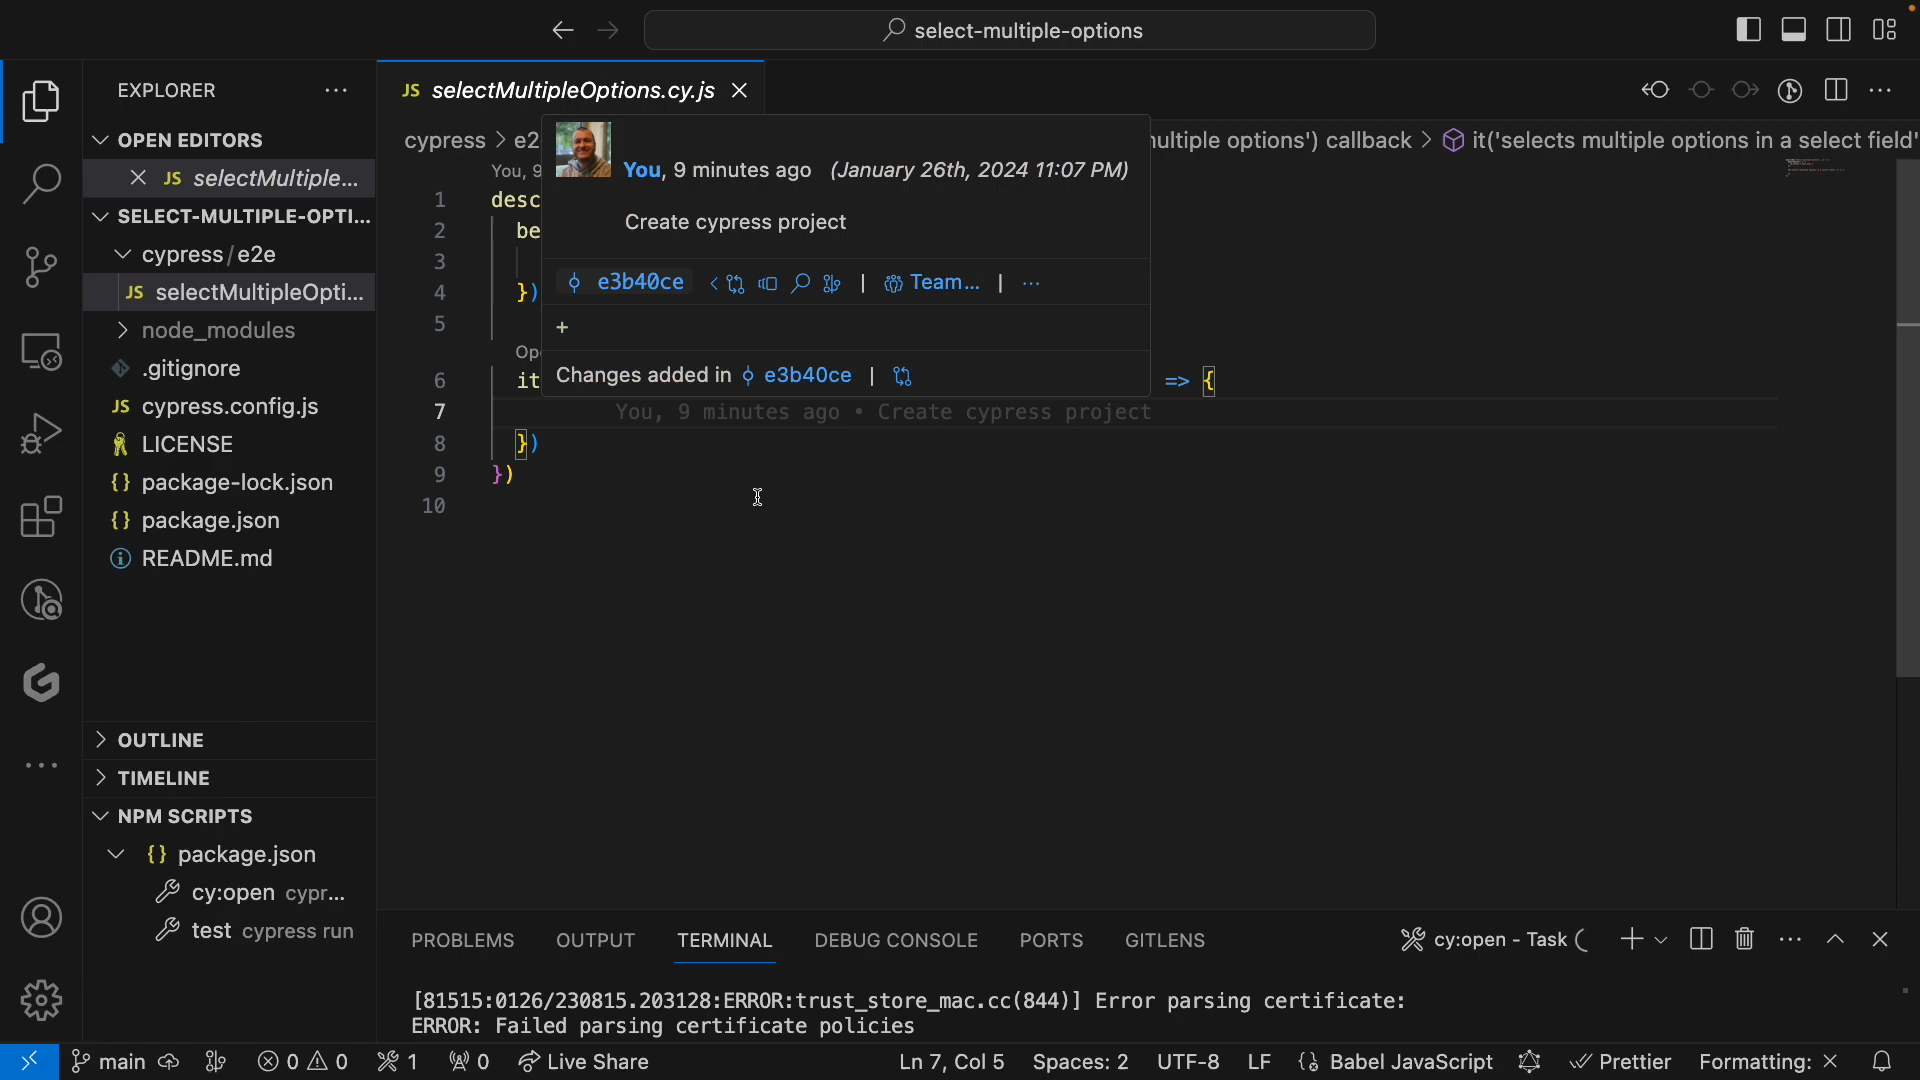 select-multiple-options
EXPLORER
JS selectMultipleOptions.cy.js
OPEN EDITORS
JS selectMultiple...
SELECT-MULTIPLE-OPTI...
cypress/e2e
JS selectMultipleOpti...
node_modules
.gitignore
JS cypress.config.js
LICENSE
{} package-lock.json
{} package.json
README.md
OUTLINE
TIMELINE
NPM SCRIPTS
{} package.json
cy:open cypr...
test cypress run
cypress > e2
ultiple options') callback > it('selects multiple options in a select field'
You, 9
You, 9 minutes ago (January 26th, 2024 11:07 PM)
Create cypress project
e3b40ce | Team... | ...
+
Changes added in e3b40ce |
1 desc
2 be
3
4 })
5
Ope
6 it => {
7 You, 9 minutes ago • Create cypress project
8 })
9 })
10
PROBLEMS OUTPUT TERMINAL DEBUG CONSOLE PORTS GITLENS
cy:open - Task
[81515:0126/230815.203128:ERROR:trust_store_mac.cc(844)] Error parsing certificate:
ERROR: Failed parsing certificate policies
main 0 0 1 0 Live Share Ln 7, Col 5 Spaces: 2 UTF-8 LF {} Babel JavaScript Prettier Formatting: ×